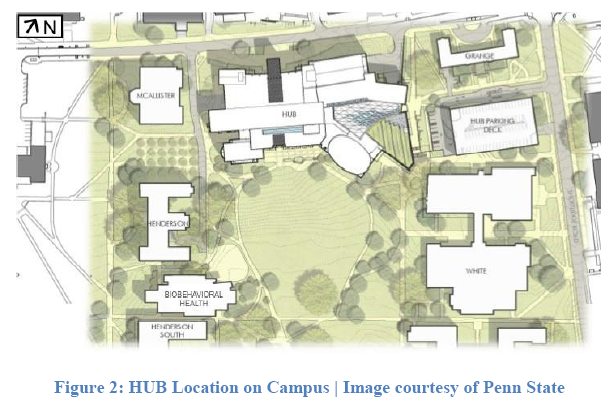 N
GRANGE
MCALLISTER
HUB
HUB PARKING
DECK
HENDERSON
WHITE
BIOBEHAVIORAL
HEALTH
HENDERSON
SOUTH
Figure 2: HUB Location on Campus | Image courtesy of Penn State